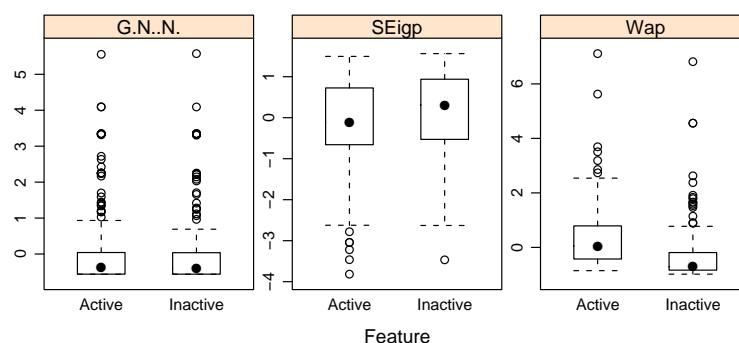 G.N..N.
SEigp
Wap
5
4
3
2
1
0
1
0
−1
−2
−3
−4
6
4
2
0
Active
Inactive
Active
Inactive
Active
Inactive
Feature